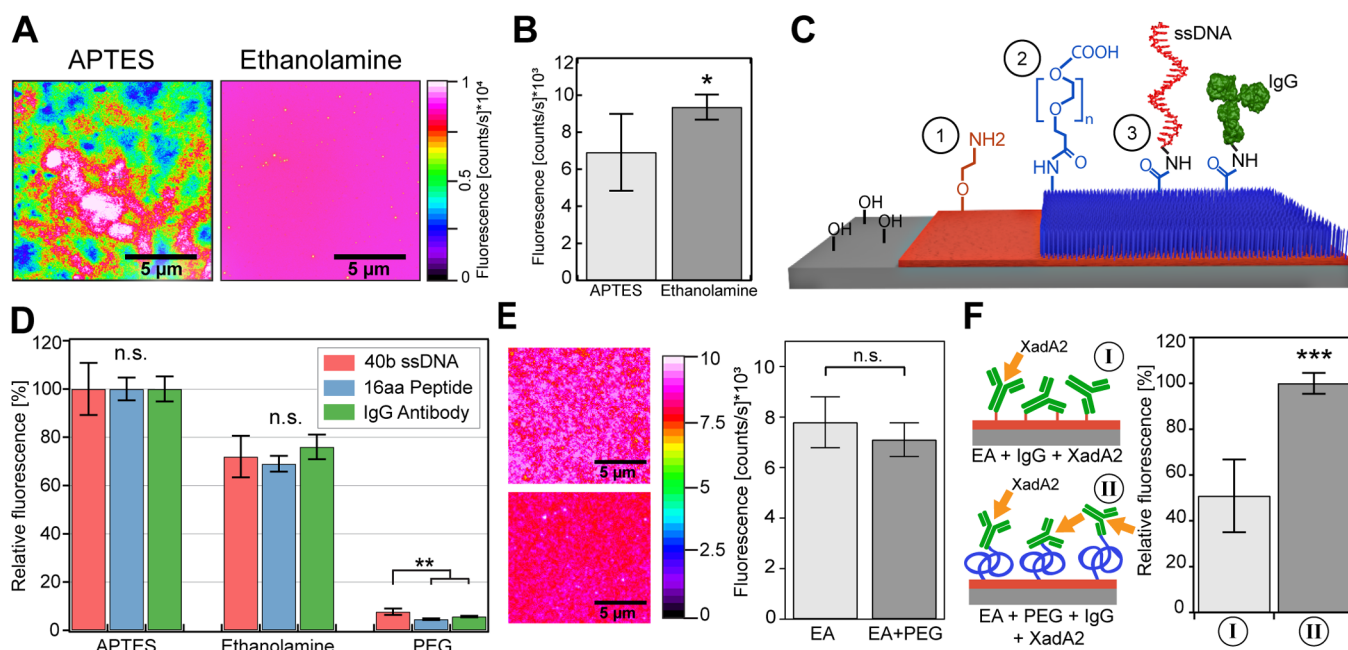 A
APTES
Ethanolamine
5 µm
5 µm
1
0.5
0
Fluorescence [counts/s]*10⁴
B
Fluorescence [counts/s]*10³
12
10
8
6
4
2
0
*
APTES
Ethanolamine
C
OH
OH
OH
1
NH2
O
2
COOH
O
O
n
O
HN
O
3
ssDNA
IgG
NH
NH
O
O
D
Relative fluorescence [%]
120
100
80
60
40
20
0
n.s.
n.s.
**
40b ssDNA
16aa Peptide
IgG Antibody
APTES
Ethanolamine
PEG
E
5 µm
5 µm
10
7.5
5
2.5
0
Fluorescence [counts/s]*10³
10
8
6
4
2
0
n.s.
EA
EA+PEG
F
XadA2
I
EA + IgG + XadA2
XadA2
II
EA + PEG + IgG
+ XadA2
Relative fluorescence [%]
120
100
80
60
40
20
0
***
I
II